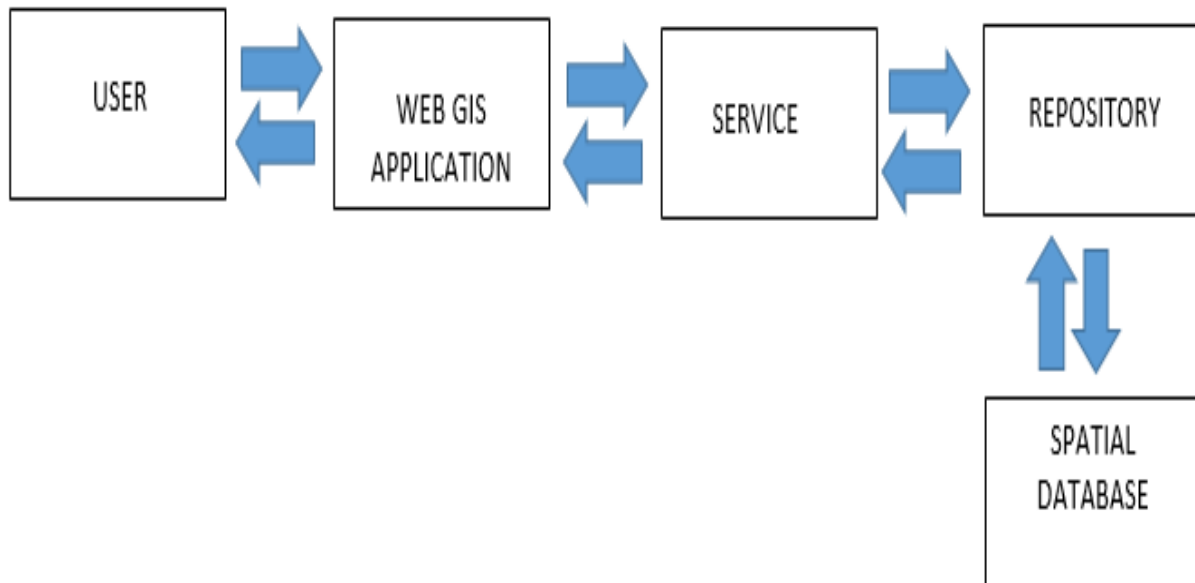 USER
WEB GIS
APPLICATION
SERVICE
REPOSITORY
SPATIAL
DATABASE